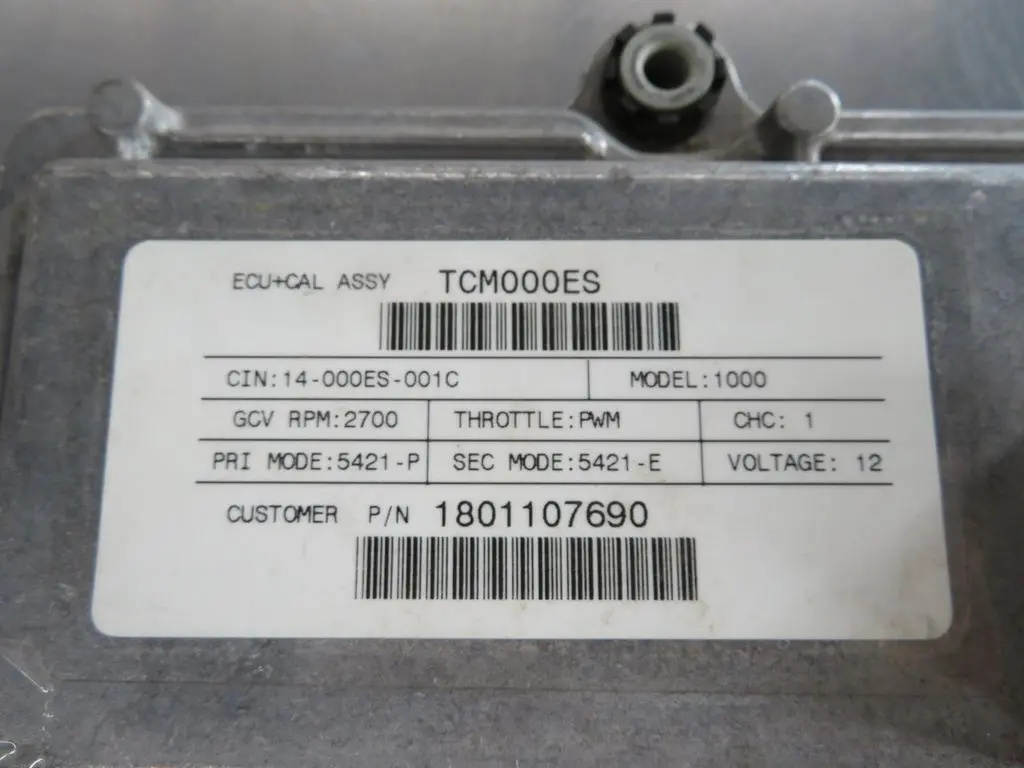 ECU+CAL ASSY TCM000ES
CIN:14-000ES-001C MODEL:1000
GCV RPM:2700 THROTTLE:PWM CHC: 1
PRI MODE:5421-P SEC MODE:5421-E VOLTAGE: 12
CUSTOMER P/N 1801107690